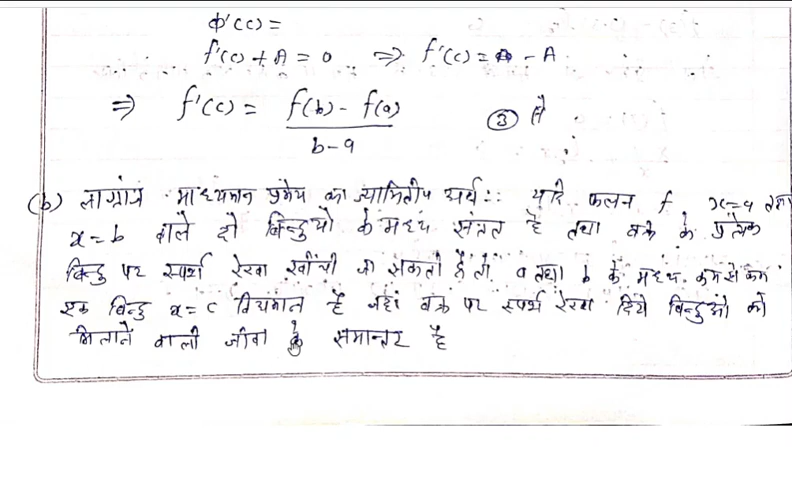 φ'(c) =
f'(c) + A = 0 ⇒ f'(c) = - A
⇒ f'(c) = f(b) - f(a) / b - a ③ से
(b) लाग्रांज माध्यमान प्रमेय का ज्यामितीय अर्थ :: यदि फलन f x = a तथा
x = b वाले दो बिन्दुयो के मध्य संतत है तथा वक्र के प्रत्येक
बिन्दु पर स्पर्श रेखा खींची जा सकती है तो a तथा b के मध्य कम से कम
एक बिन्दु x = c विद्यमान है जहां वक्र पर स्पर्श रेखा दिये बिन्दुओ को
मिलाने वाली जीवा के समान्तर है